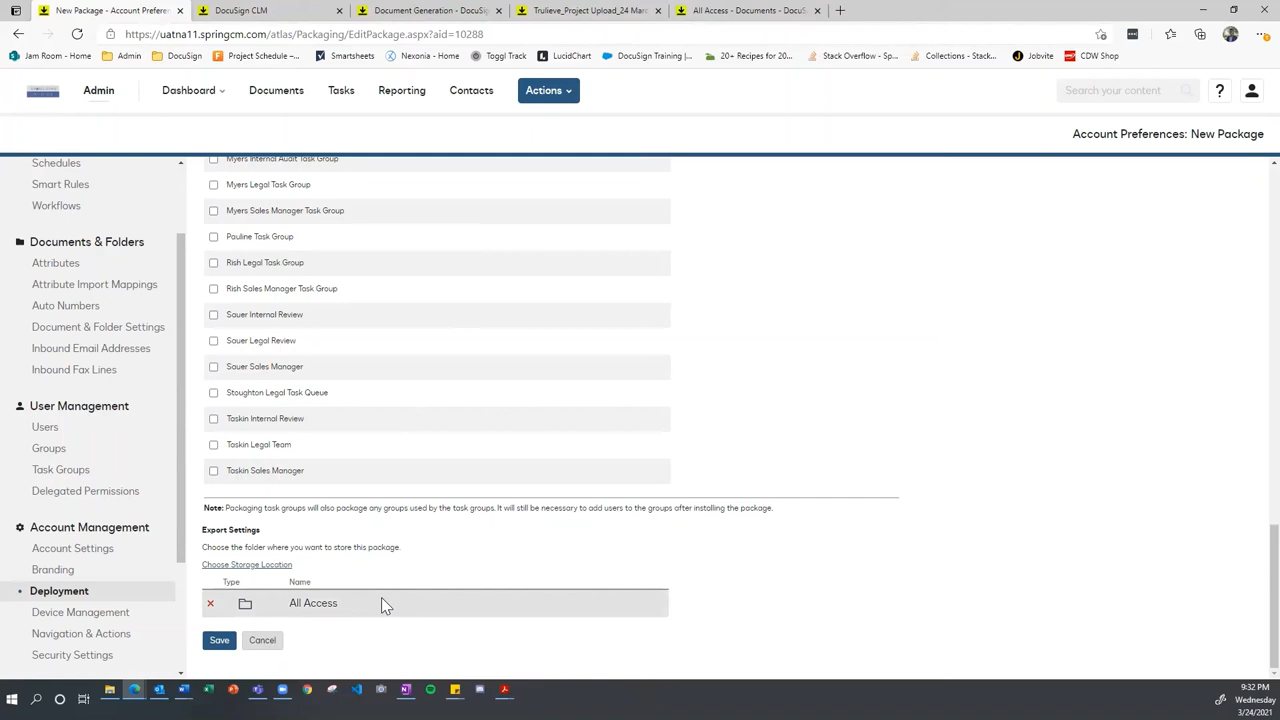 New Package - Account Prefere
DocuSign CLM
Document Generation - DocuSig
Trulieve_Project Upload_24 Marc
All Access - Documents - DocuS
https://uatna11.springcm.com/atlas/Packaging/EditPackage.aspx?aid=10288
Jam Room - Home
Admin
DocuSign
Project Schedule -...
Smartsheets
Nexonia - Home
Toggl Track
LucidChart
DocuSign Training |...
20+ Recipes for 20...
Stack Overflow - Sp...
Collections - Stack...
Jobvite
CDW Shop
Admin
Dashboard
Documents
Tasks
Reporting
Contacts
Actions
Search your content
?
Account Preferences: New Package
Schedules
Smart Rules
Workflows
Documents & Folders
Attributes
Attribute Import Mappings
Auto Numbers
Document & Folder Settings
Inbound Email Addresses
Inbound Fax Lines
User Management
Users
Groups
Task Groups
Delegated Permissions
Account Management
Account Settings
Branding
Deployment
Device Management
Navigation & Actions
Security Settings
Myers Internal Audit Task Group
Myers Legal Task Group
Myers Sales Manager Task Group
Pauline Task Group
Rish Legal Task Group
Rish Sales Manager Task Group
Sauer Internal Review
Sauer Legal Review
Sauer Sales Manager
Stoughton Legal Task Queue
Taskin Internal Review
Taskin Legal Team
Taskin Sales Manager
Note: Packaging task groups will also package any groups used by the task groups. It will still be necessary to add users to the groups after installing the package.
Export Settings
Choose the folder where you want to store this package.
Choose Storage Location
Type Name
All Access
Save
Cancel
9:32 PM
Wednesday
3/24/2021